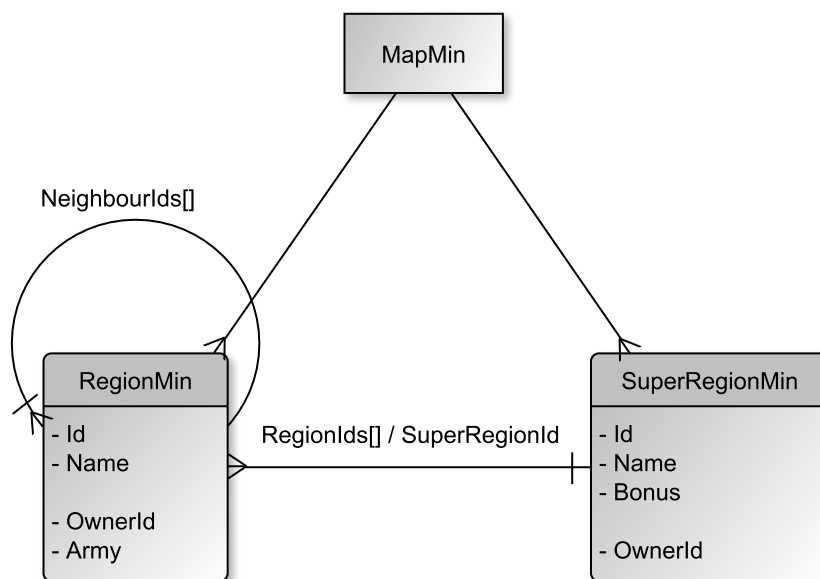 MapMin
NeighbourIds[]
RegionMin
- Id
- Name
- OwnerId
- Army
RegionIds[] / SuperRegionId
SuperRegionMin
- Id
- Name
- Bonus
- OwnerId